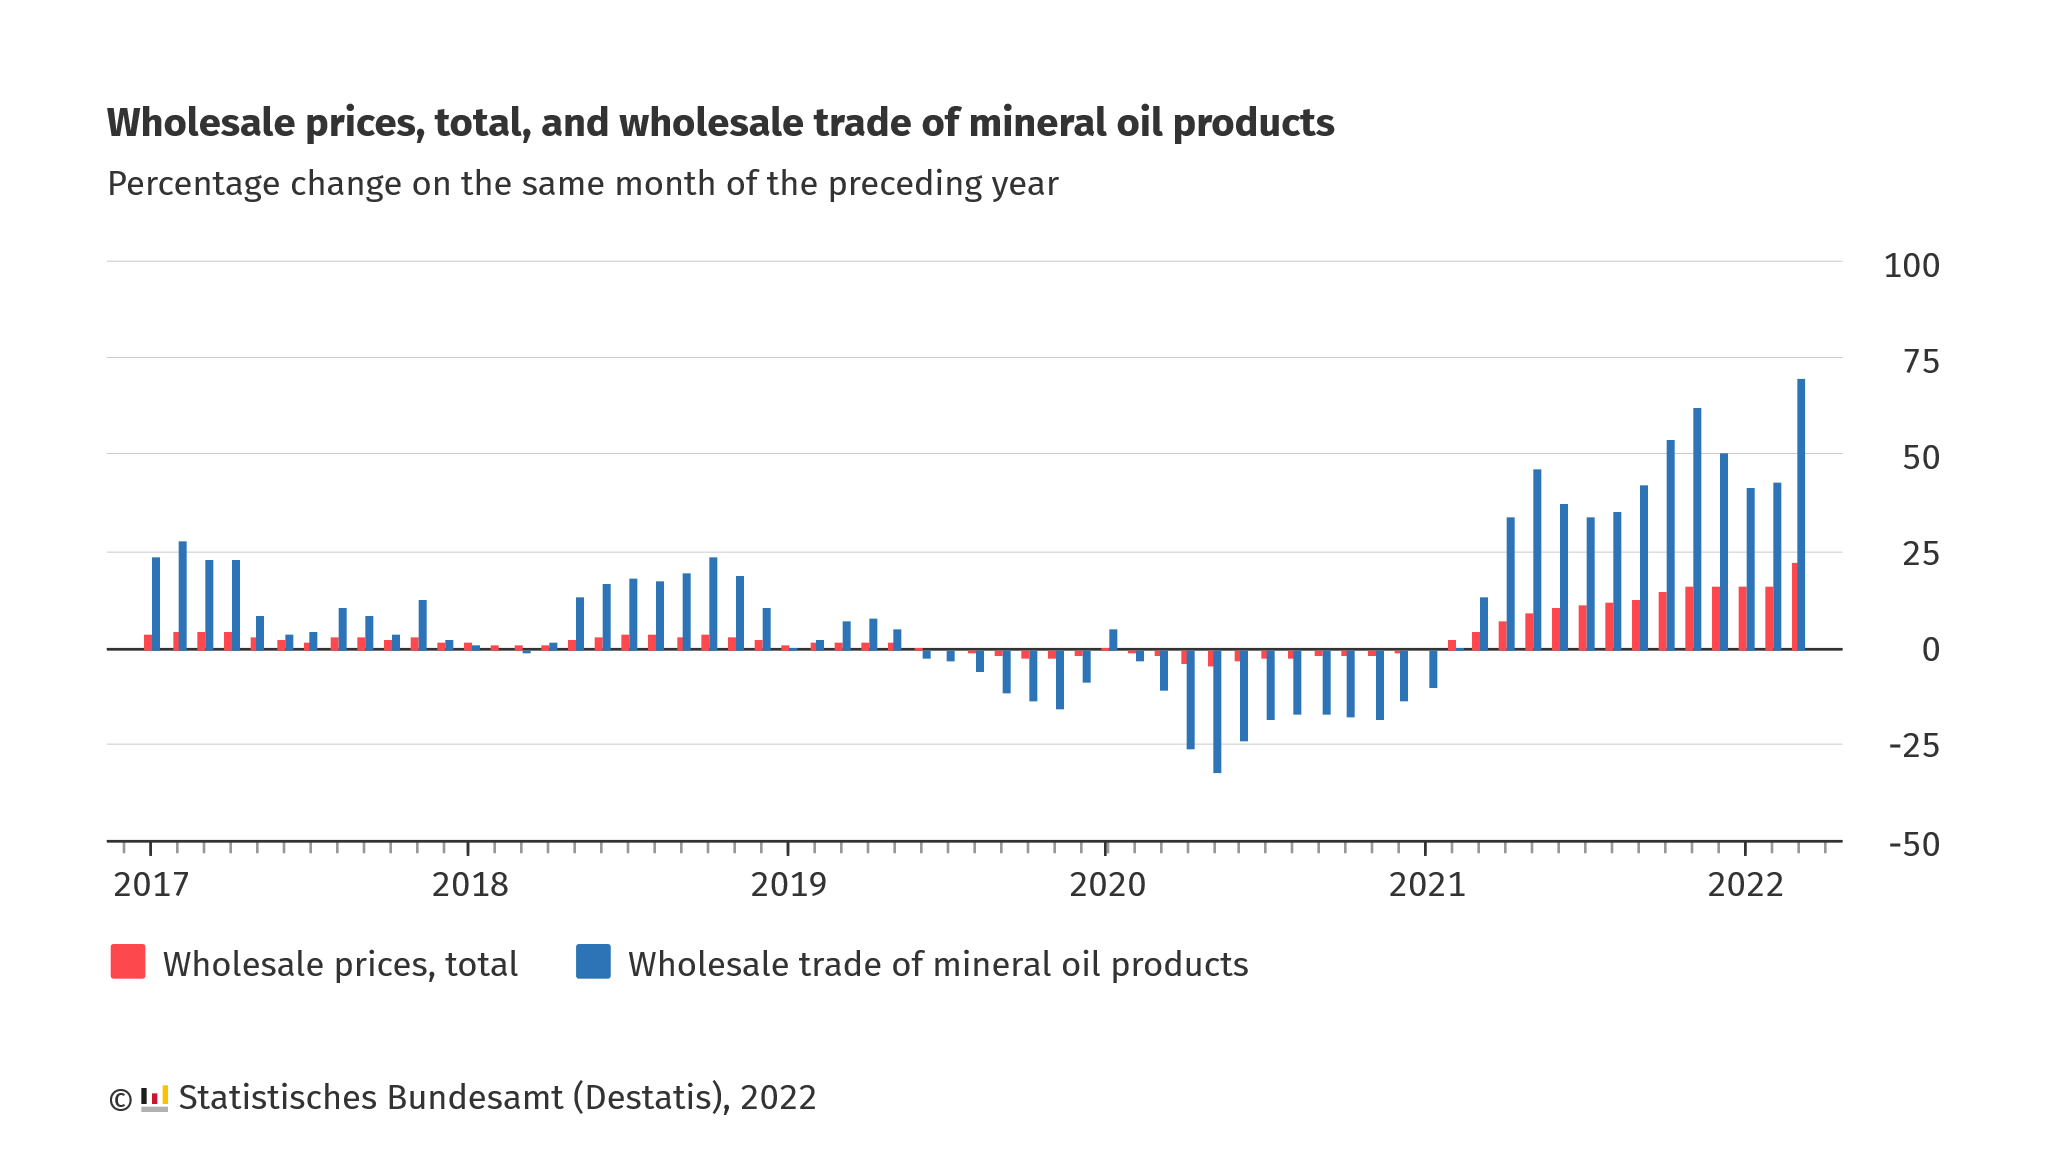 Wholesale prices, total, and wholesale trade of mineral oil products
Percentage change on the same month of the preceding year
100
75
50
25
0
-25
-50
2017 2018 2019 2020 2021 2022
Wholesale prices, total Wholesale trade of mineral oil products
© Statistisches Bundesamt (Destatis), 2022